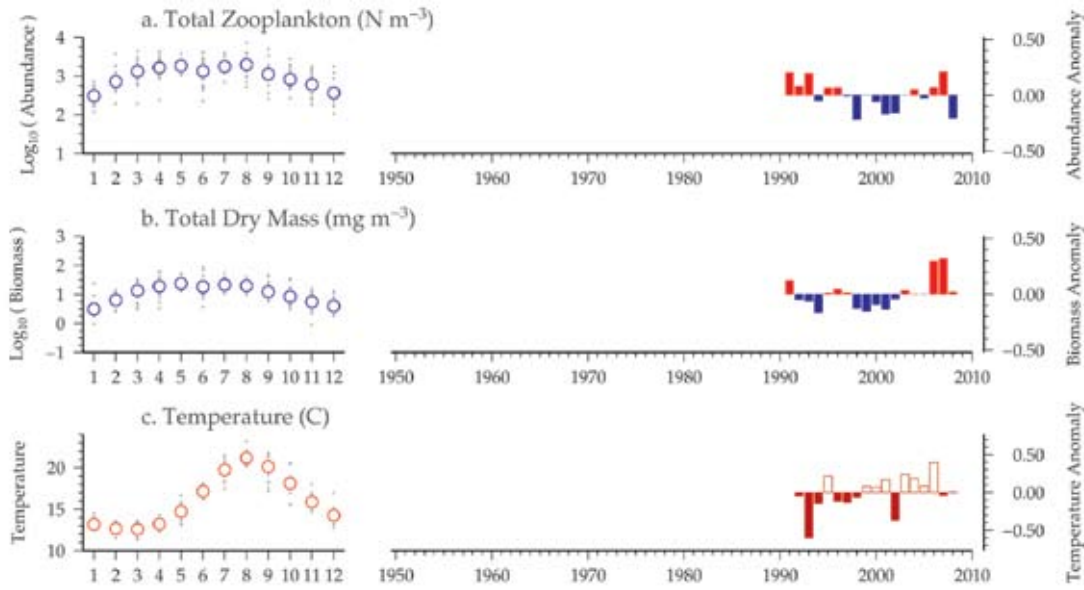 a. Total Zooplankton (N m⁻³)
Log₁₀ ( Abundance )
4
3
2
1
1 2 3 4 5 6 7 8 9 10 11 12
1950 1960 1970 1980 1990 2000 2010
0.50
0.00
−0.50
Abundance Anomaly
b. Total Dry Mass (mg m⁻³)
Log₁₀ (Biomass )
3
2
1
0
−1
1 2 3 4 5 6 7 8 9 10 11 12
1950 1960 1970 1980 1990 2000 2010
0.50
0.00
−0.50
Biomass Anomaly
c. Temperature (C)
Temperature
20
15
10
1 2 3 4 5 6 7 8 9 10 11 12
1950 1960 1970 1980 1990 2000 2010
0.50
0.00
−0.50
Temperature Anomaly